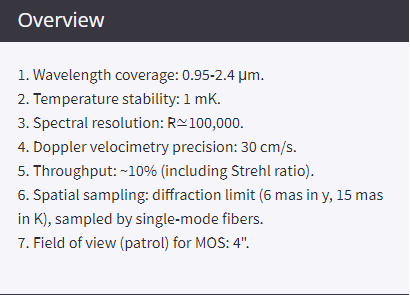 Overview
1. Wavelength coverage: 0.95-2.4 μm.
2. Temperature stability: 1 mK.
3. Spectral resolution: R≃100,000.
4. Doppler velocimetry precision: 30 cm/s.
5. Throughput: ~10% (including Strehl ratio).
6. Spatial sampling: diffraction limit (6 mas in y, 15 mas
in K), sampled by single-mode fibers.
7. Field of view (patrol) for MOS: 4".